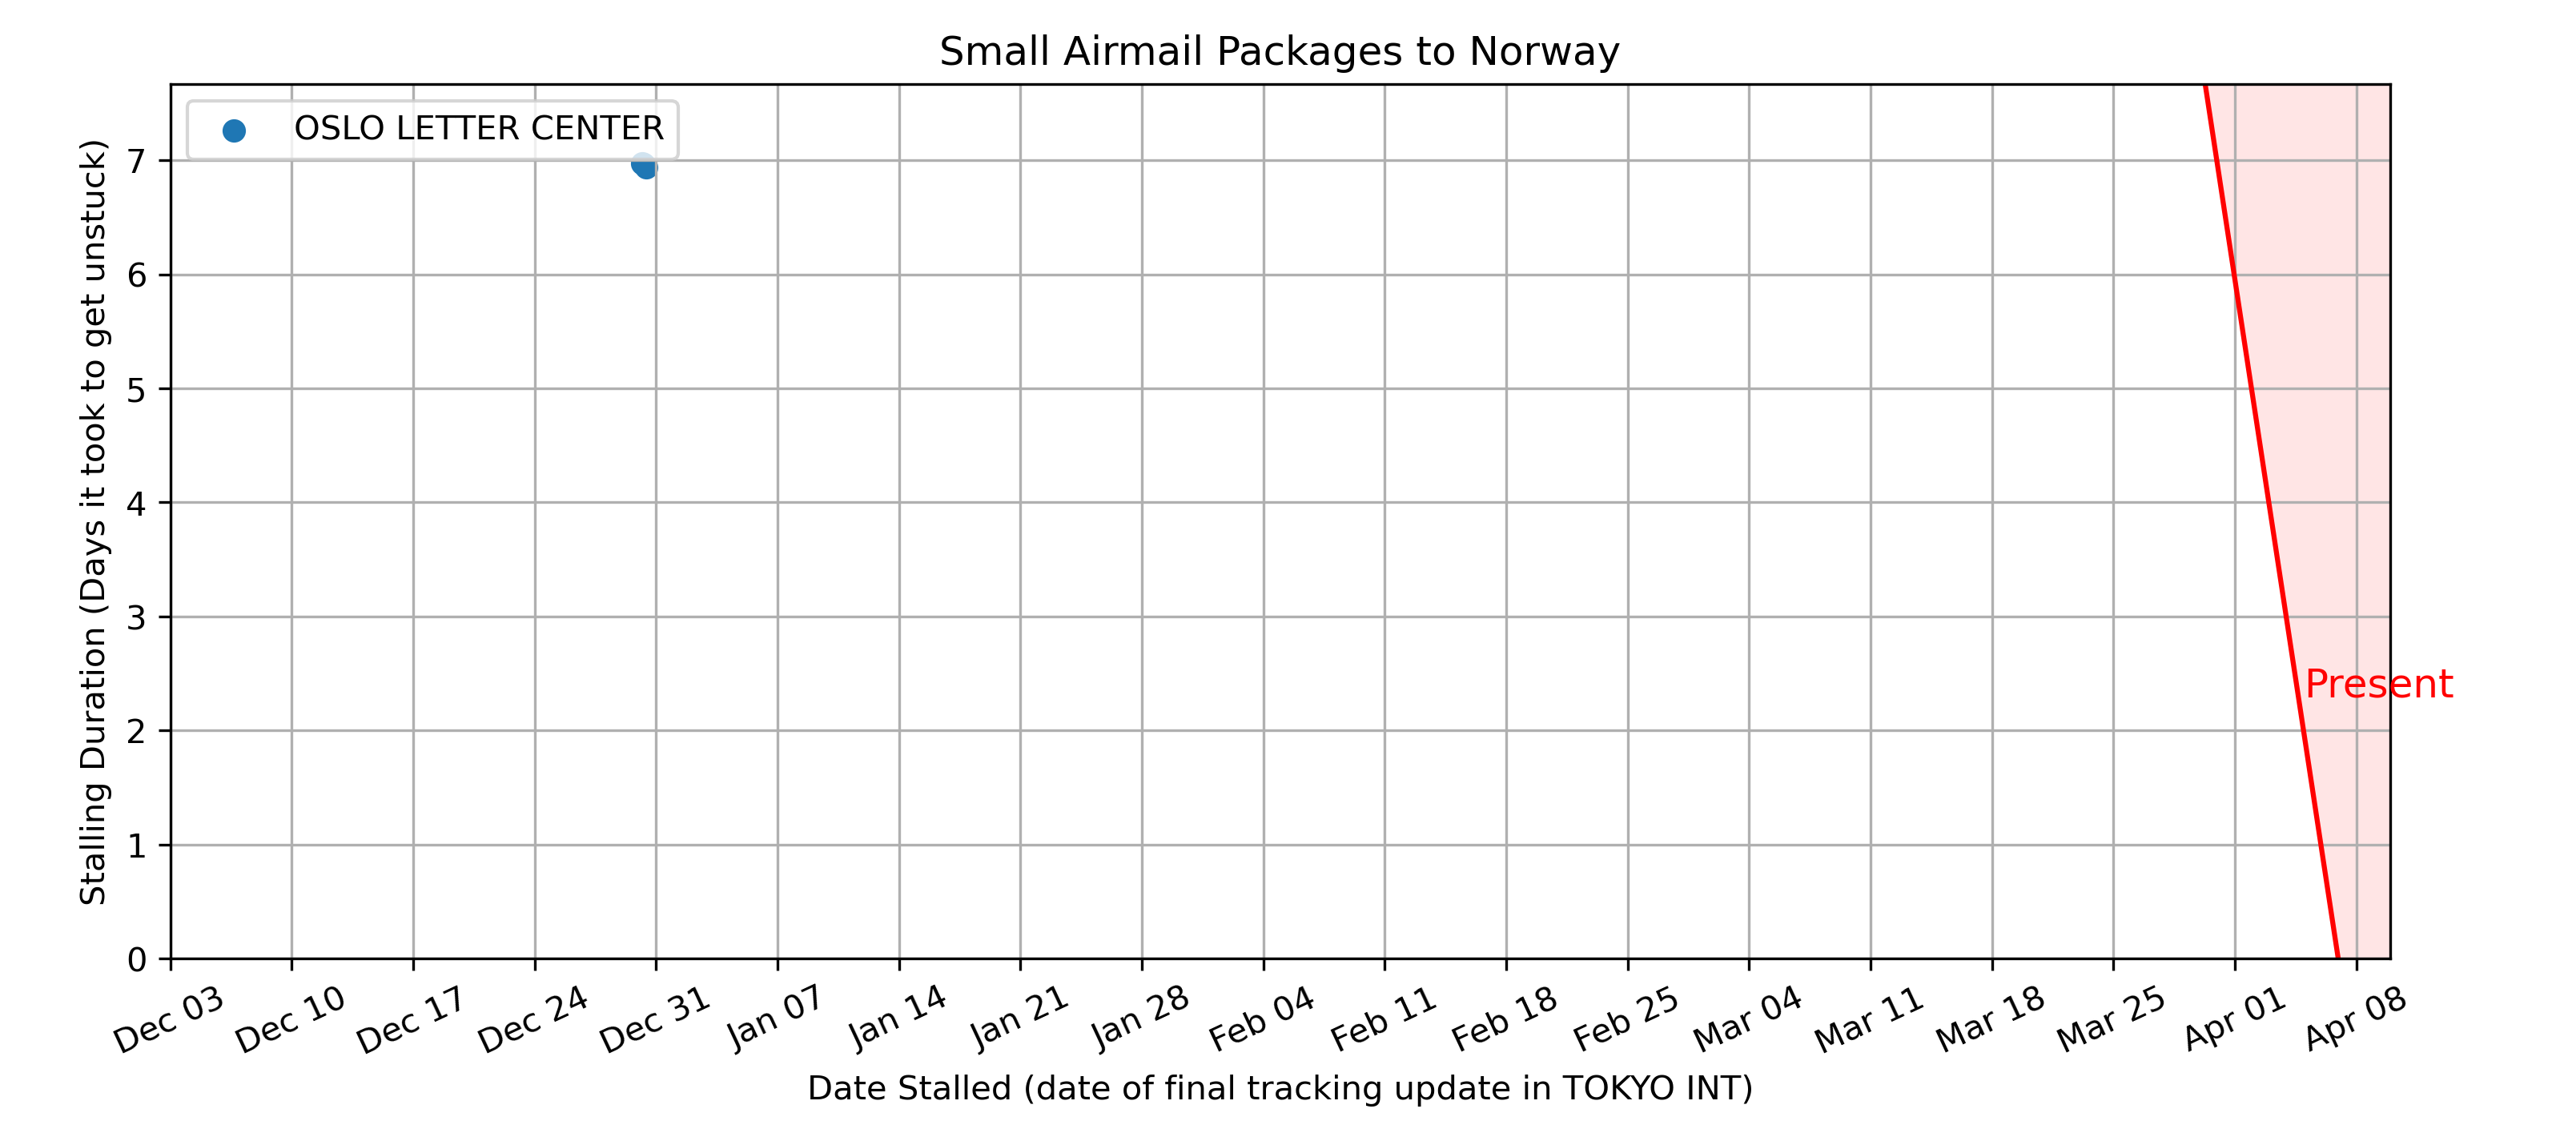 Small Airmail Packages to Norway
OSLO LETTER CENTER
Stalling Duration (Days it took to get unstuck)
7
6
5
4
3
2
1
0
Present
Dec 03 Dec 10 Dec 17 Dec 24 Dec 31 Jan 07 Jan 14 Jan 21 Jan 28 Feb 04 Feb 11 Feb 18 Feb 25 Mar 04 Mar 11 Mar 18 Mar 25 Apr 01 Apr 08
Date Stalled (date of final tracking update in TOKYO INT)